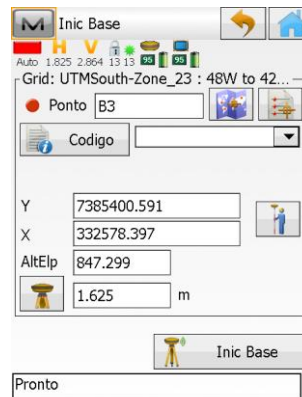 Inic Base
H V
Auto 1.825 2.864 13 13 95 95
Grid: UTMSouth-Zone_23 : 48W to 42...
Ponto B3
Codigo
Y 7385400.591
X 332578.397
AltElp 847.299
1.625 m
Inic Base
Pronto